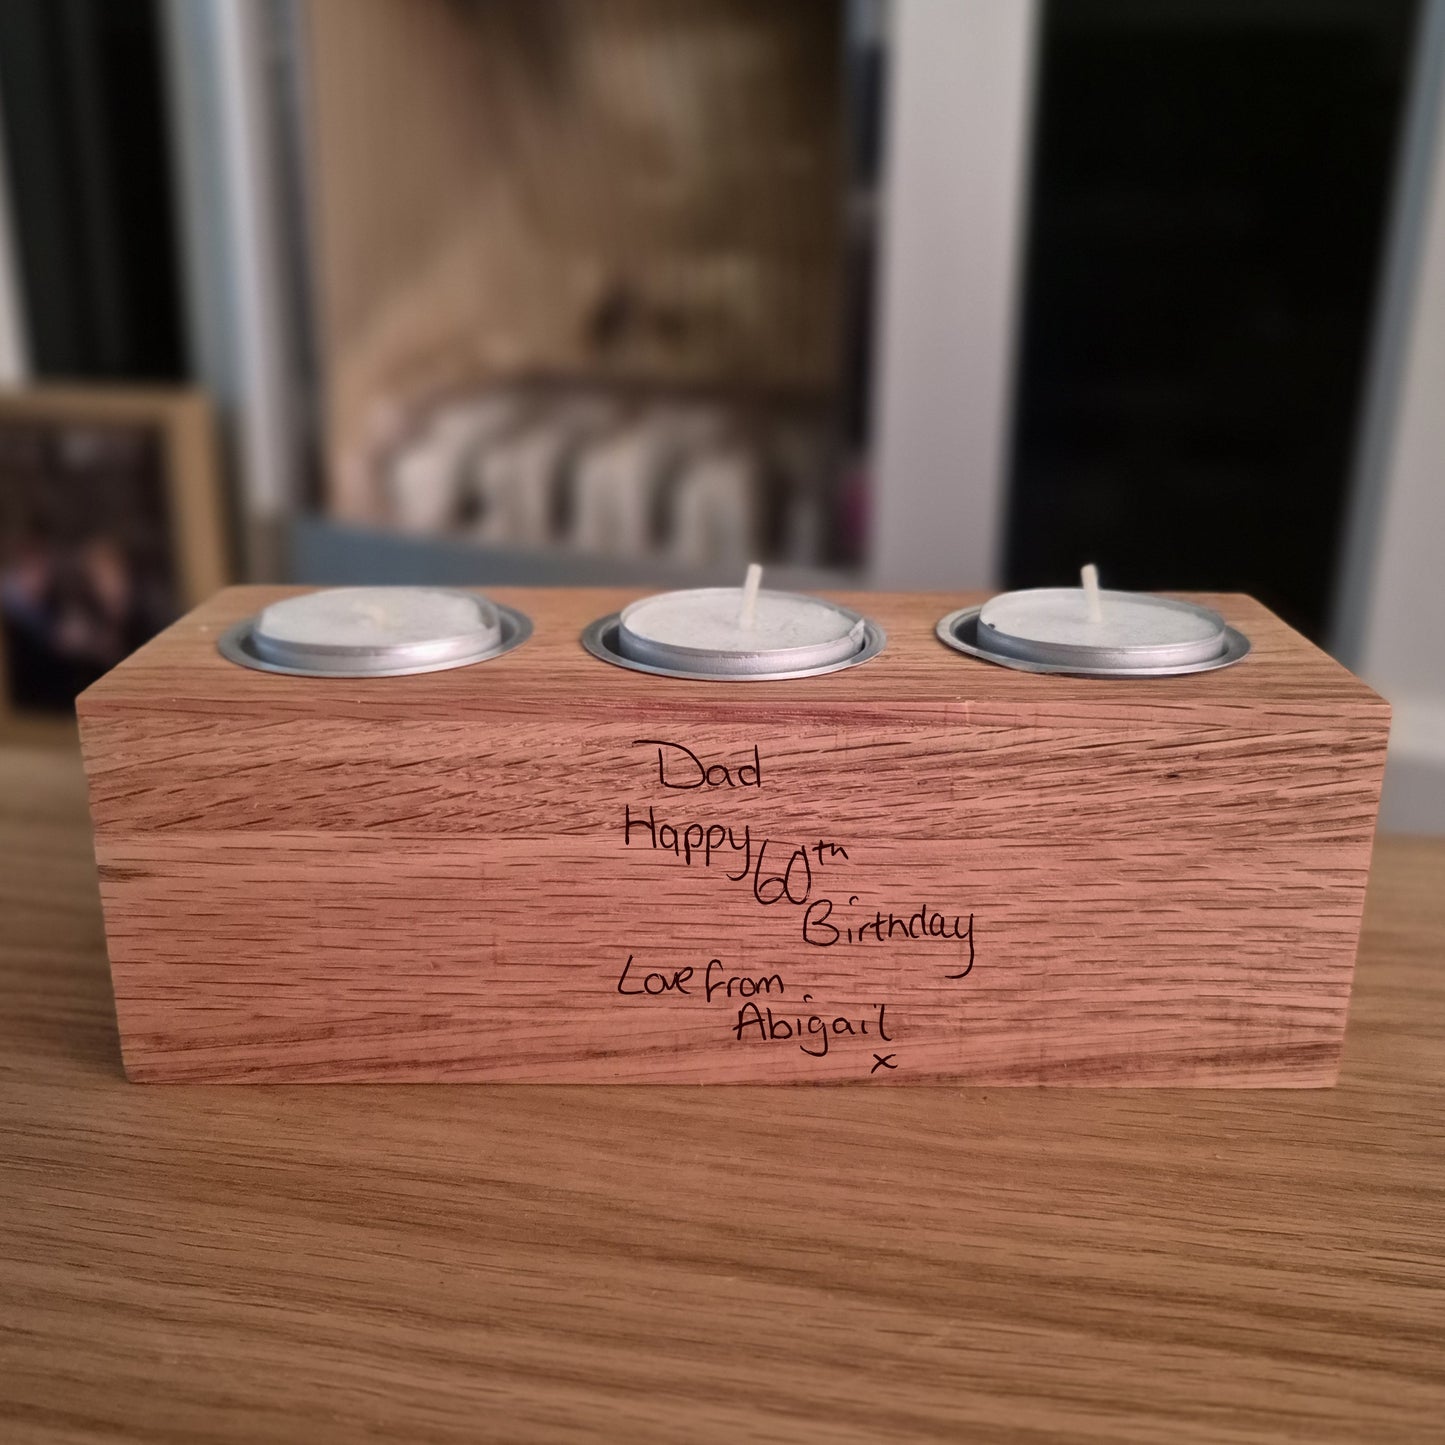 Dad
Happy 60th
Birthday
Love from
Abigail
x